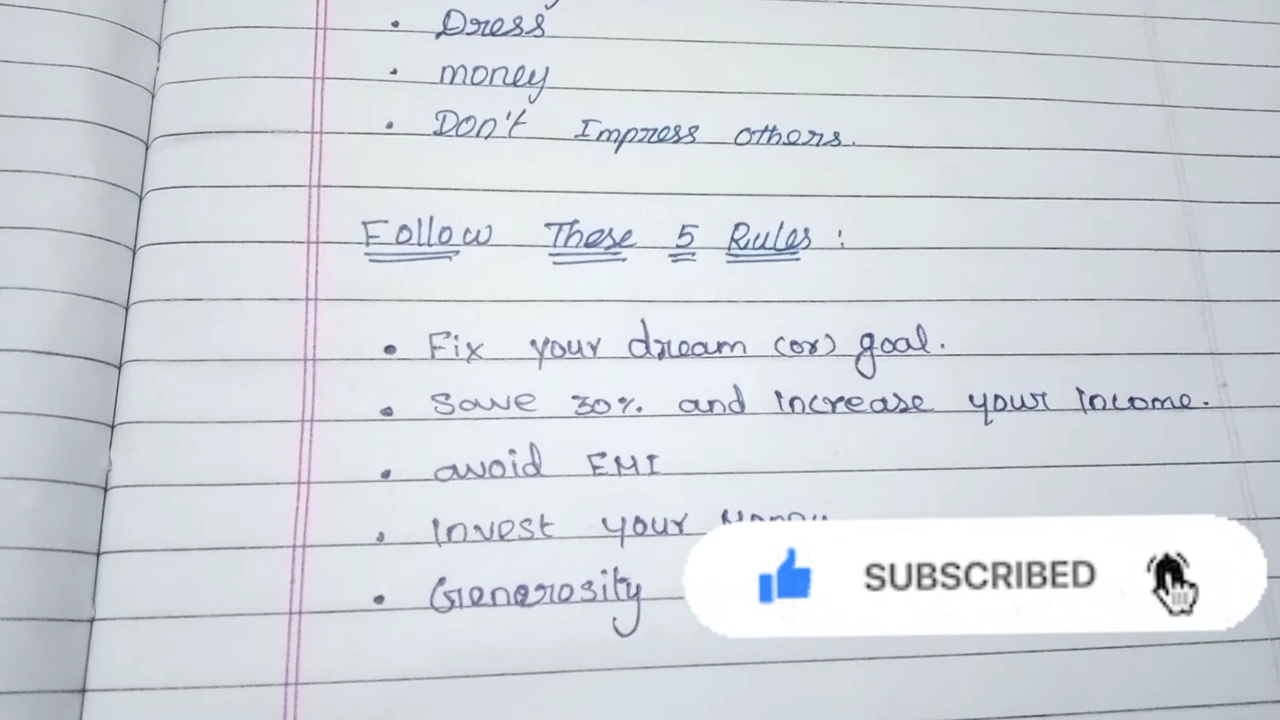 • Dress
• money
• Don't Impress others.
Follow These 5 Rules :
• Fix your dream (or) goal.
• Save 30% and increase your income.
• avoid EMI
• Invest your Money
• Generosity
SUBSCRIBED